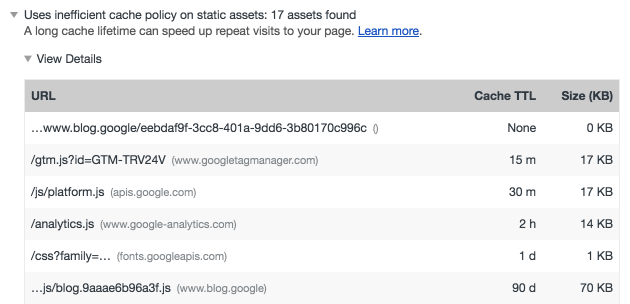 Uses inefficient cache policy on static assets: 17 assets found
A long cache lifetime can speed up repeat visits to your page. Learn more.
View Details
URL Cache TTL Size (KB)
…www.blog.google/eebdaf9f-3cc8-401a-9dd6-3b80170c996c () None 0 KB
/gtm.js?id=GTM-TRV24V (www.googletagmanager.com) 15 m 17 KB
/js/platform.js (apis.google.com) 30 m 17 KB
/analytics.js (www.google-analytics.com) 2 h 14 KB
/css?family=… (fonts.googleapis.com) 1 d 1 KB
…js/blog.9aaae6b96a3f.js (www.blog.google) 90 d 70 KB